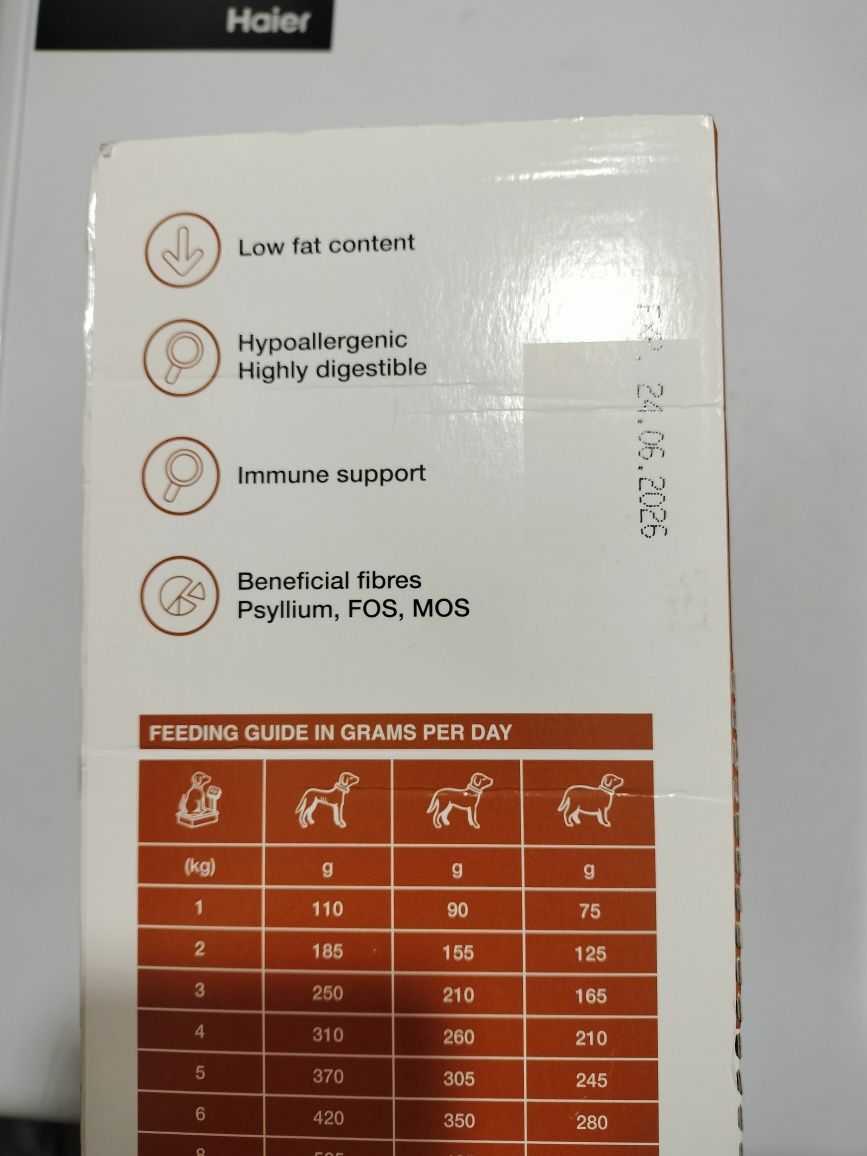 Haier
Low fat content
Hypoallergenic
Highly digestible
Immune support
Beneficial fibres
Psyllium, FOS, MOS
Exp. 24.06.2026
FEEDING GUIDE IN GRAMS PER DAY
(kg) g g g
1 110 90 75
2 185 155 125
3 250 210 165
4 310 260 210
5 370 305 245
6 420 350 280
8